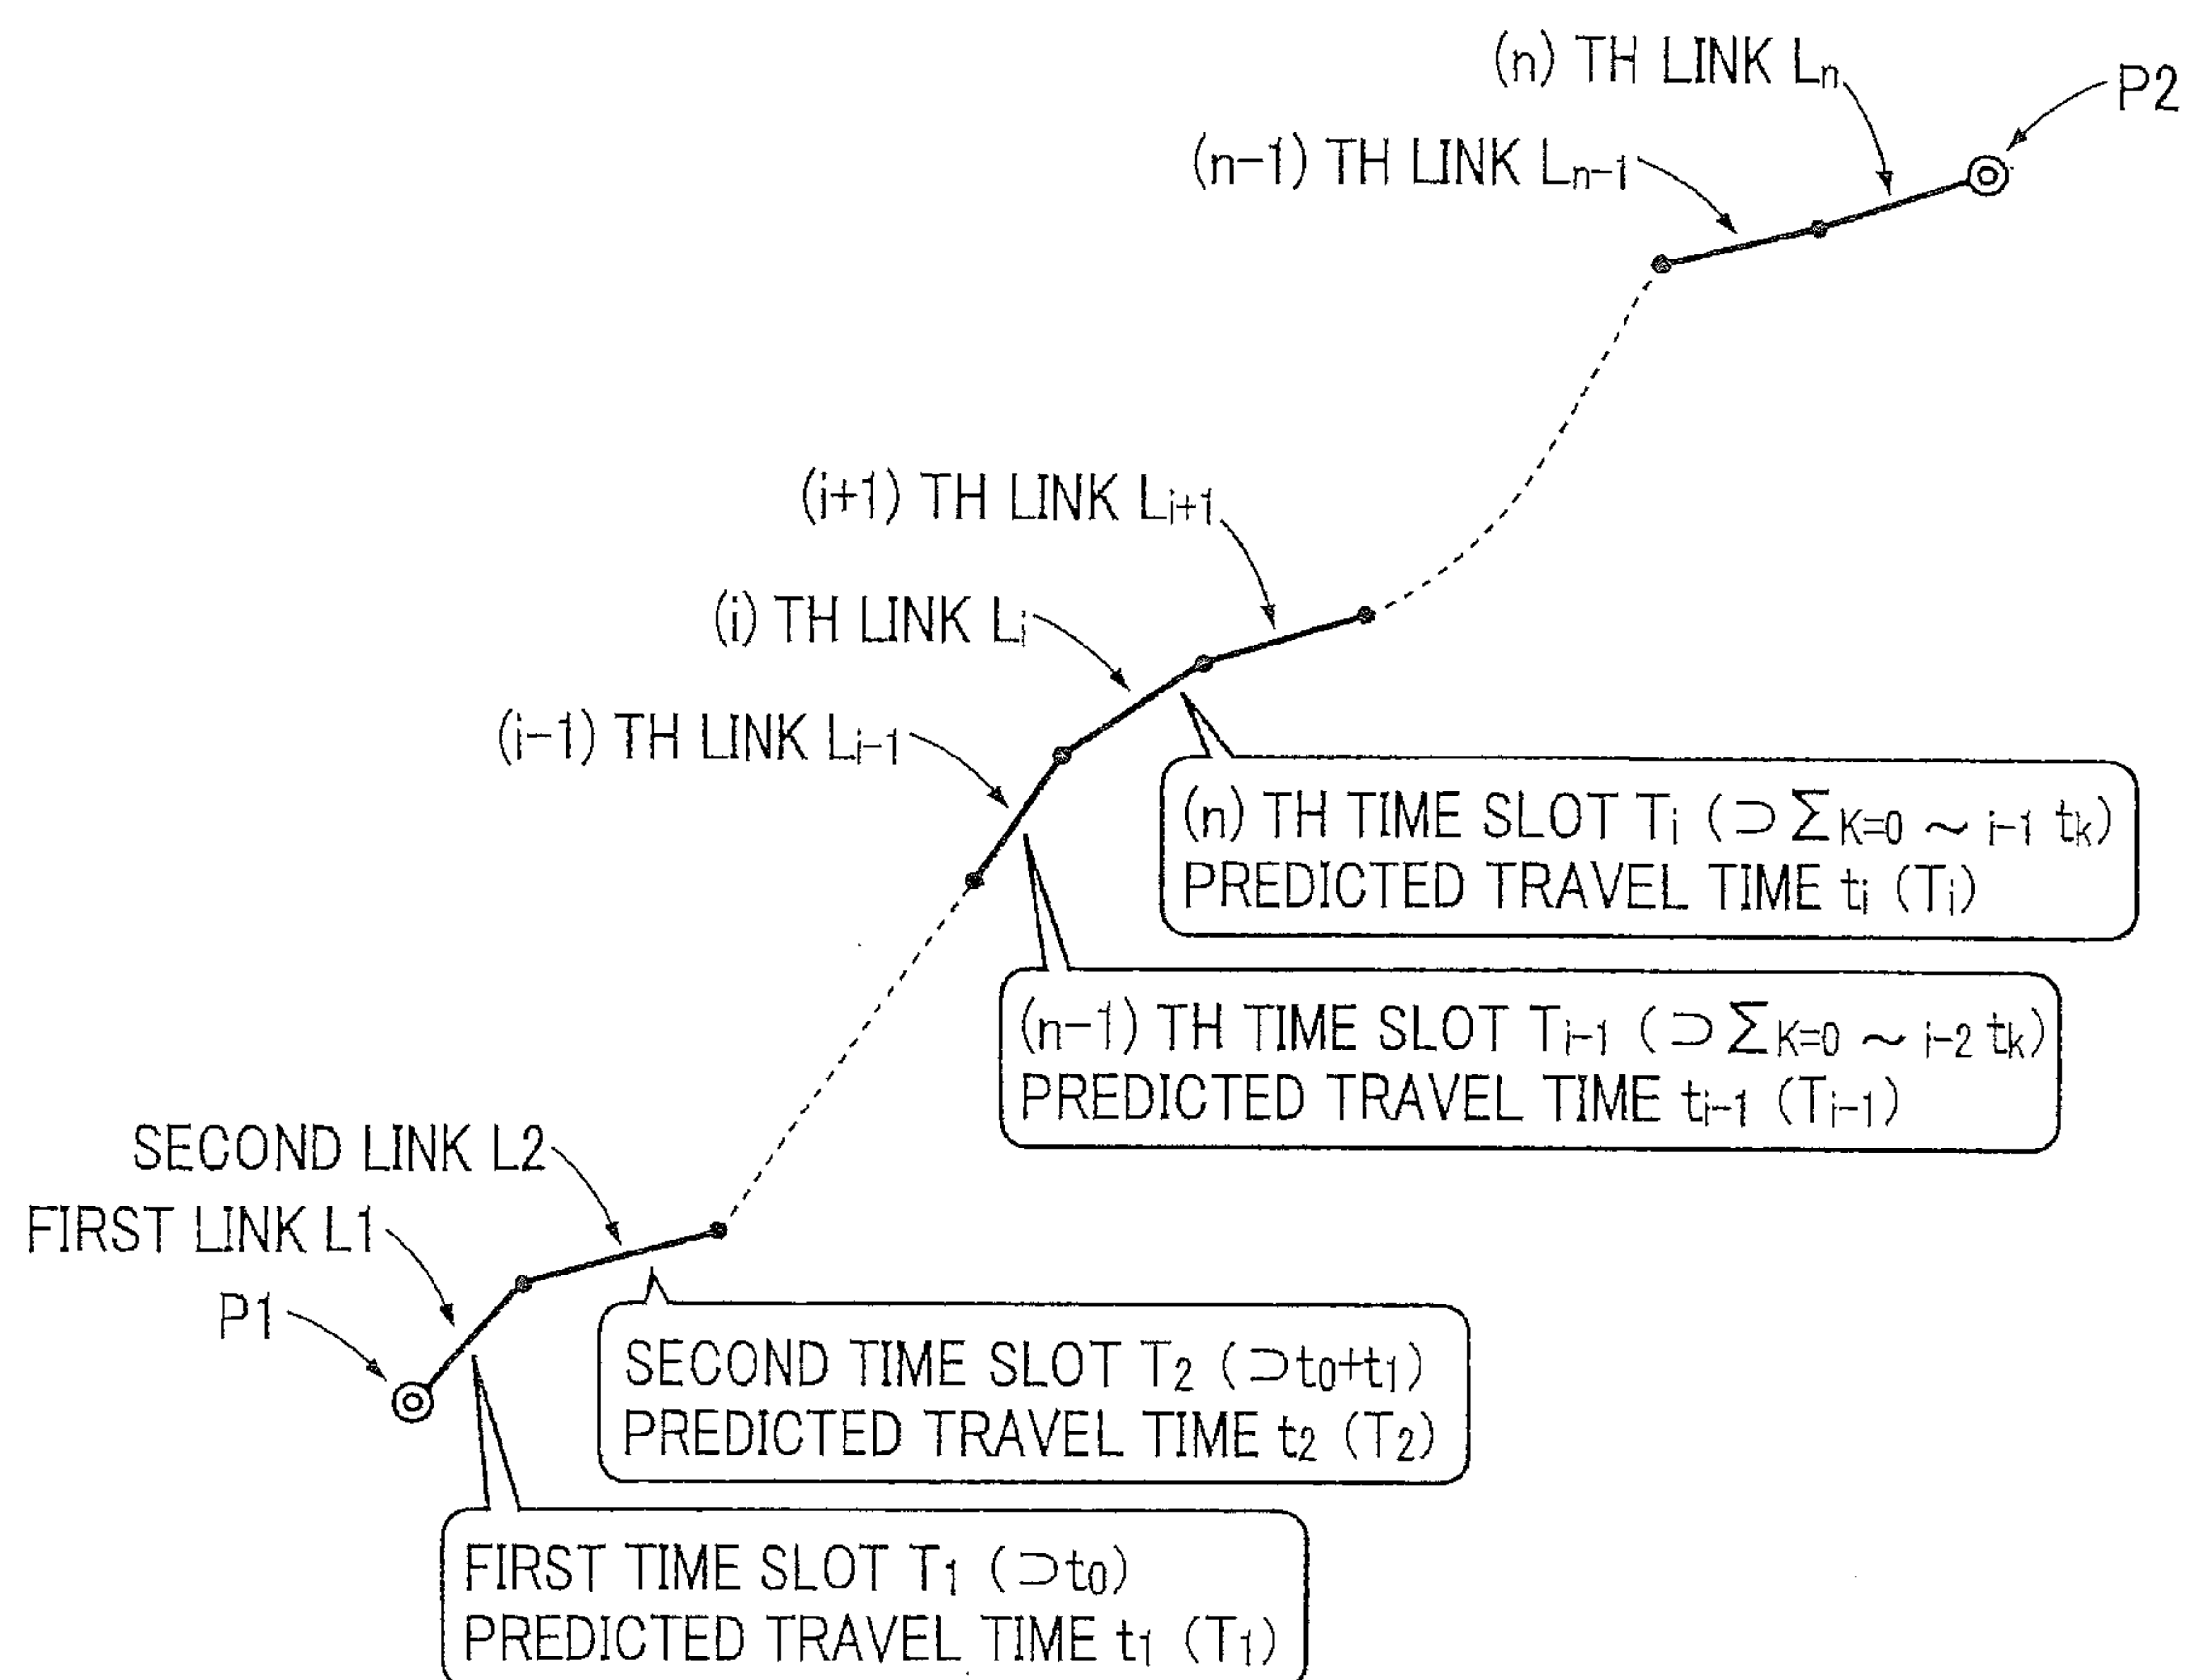 (n) TH LINK Ln
P2
(n-1) TH LINK Ln-1
(i+1) TH LINK Li+1
(i) TH LINK Li
(i-1) TH LINK Li-1
(n) TH TIME SLOT Ti (⊃ ΣK=0 ~ i-1 tk)
PREDICTED TRAVEL TIME ti (Ti)
(n-1) TH TIME SLOT Ti-1 (⊃ ΣK=0 ~ i-2 tk)
PREDICTED TRAVEL TIME ti-1 (Ti-1)
SECOND LINK L2
FIRST LINK L1
P1
SECOND TIME SLOT T2 (⊃t0+t1)
PREDICTED TRAVEL TIME t2 (T2)
FIRST TIME SLOT T1 (⊃t0)
PREDICTED TRAVEL TIME t1 (T1)